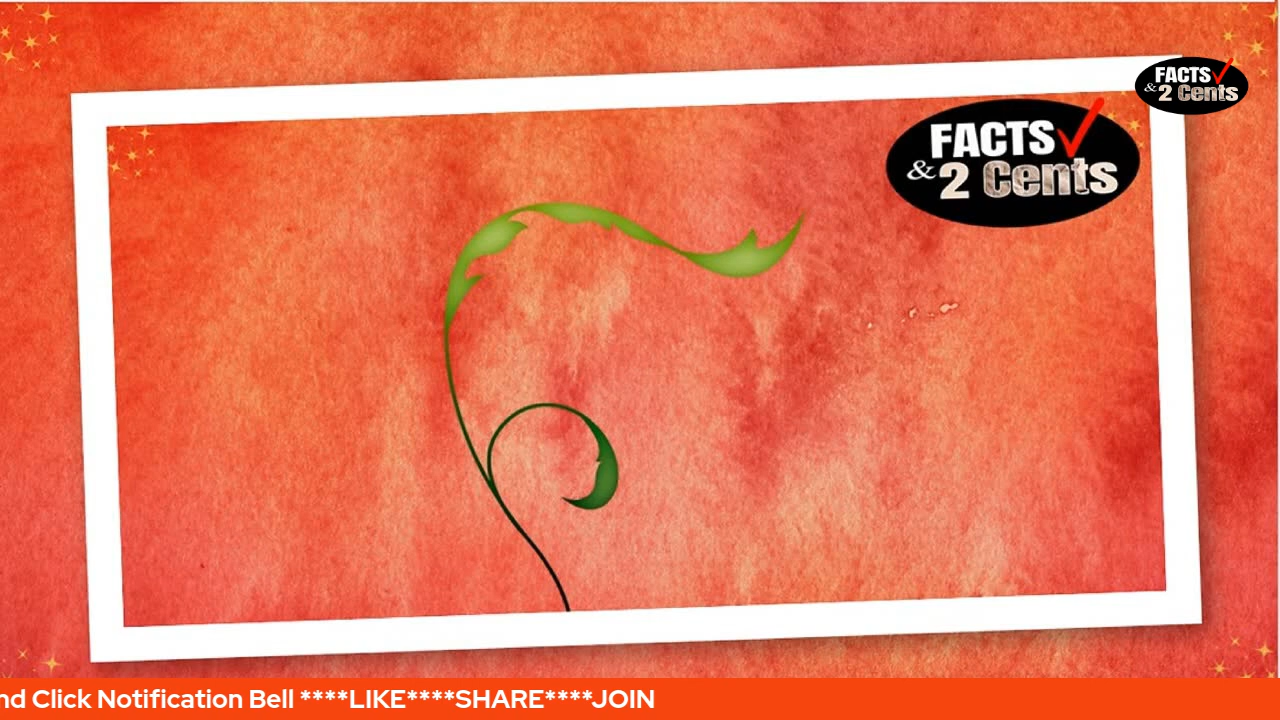 FACTS
& 2 Cents
FACTS
& 2 Cents
nd Click Notification Bell ****LIKE****SHARE****JOIN